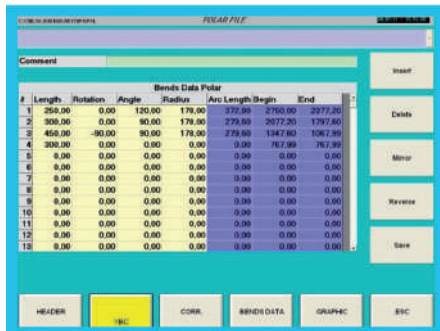 POLAR FILE
Comment
Bends Data Polar
# Length Rotation Angle Radius Arc Length Begin End
1 250,00 0,00 120,00 178,00 372,80 2750,00 2377,20
2 300,00 0,00 90,00 178,00 279,60 2077,20 1797,60
3 450,00 -90,00 90,00 178,00 279,60 1347,60 1067,99
4 300,00 0,00 0,00 0,00 0,00 767,99 767,99
5 0,00 0,00 0,00 0,00 0,00 0,00 0,00
6 0,00 0,00 0,00 0,00 0,00 0,00 0,00
7 0,00 0,00 0,00 0,00 0,00 0,00 0,00
8 0,00 0,00 0,00 0,00 0,00 0,00 0,00
9 0,00 0,00 0,00 0,00 0,00 0,00 0,00
10 0,00 0,00 0,00 0,00 0,00 0,00 0,00
11 0,00 0,00 0,00 0,00 0,00 0,00 0,00
12 0,00 0,00 0,00 0,00 0,00 0,00 0,00
13 0,00 0,00 0,00 0,00 0,00 0,00 0,00
Insert
Delete
Mirror
Reverse
Save
HEADER YBC CORR. BENDS DATA GRAPHIC ESC